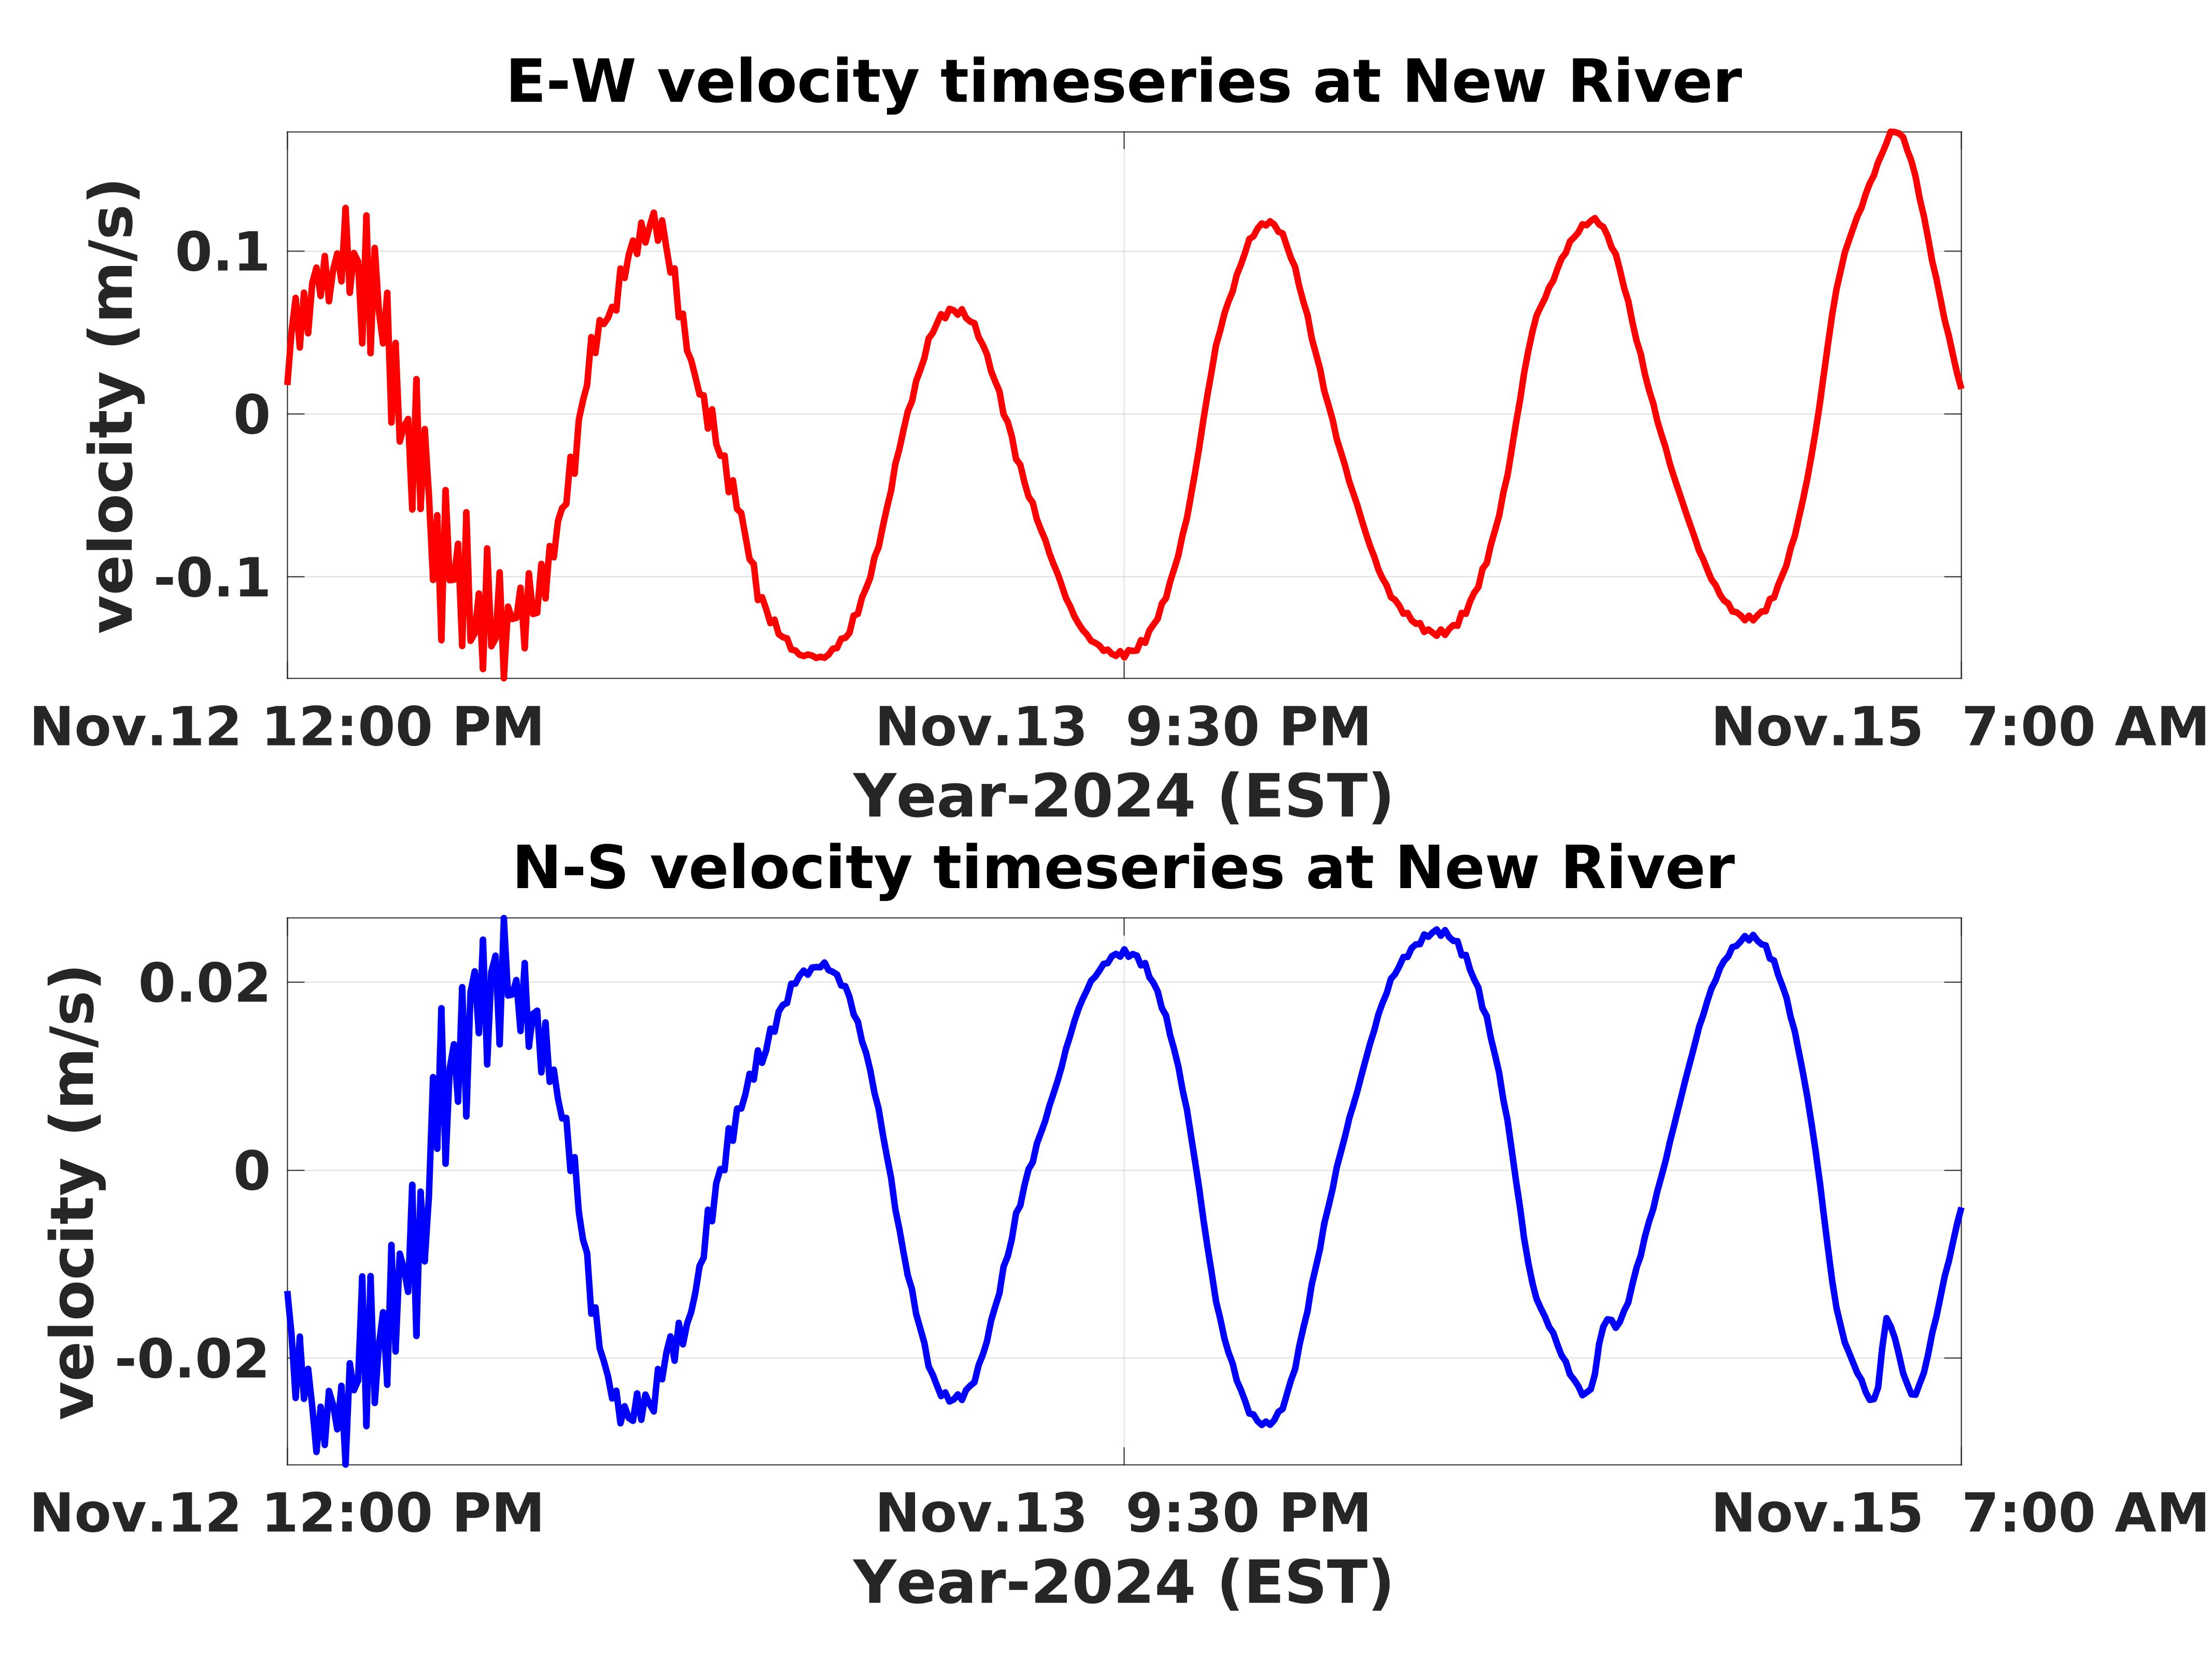 E-W velocity timeseries at New River
velocity (m/s)
0.1
0
-0.1
Nov.12 12:00 PM Nov.13 9:30 PM Nov.15 7:00 AM
Year-2024 (EST)
N-S velocity timeseries at New River
velocity (m/s)
0.02
0
-0.02
Nov.12 12:00 PM Nov.13 9:30 PM Nov.15 7:00 AM
Year-2024 (EST)